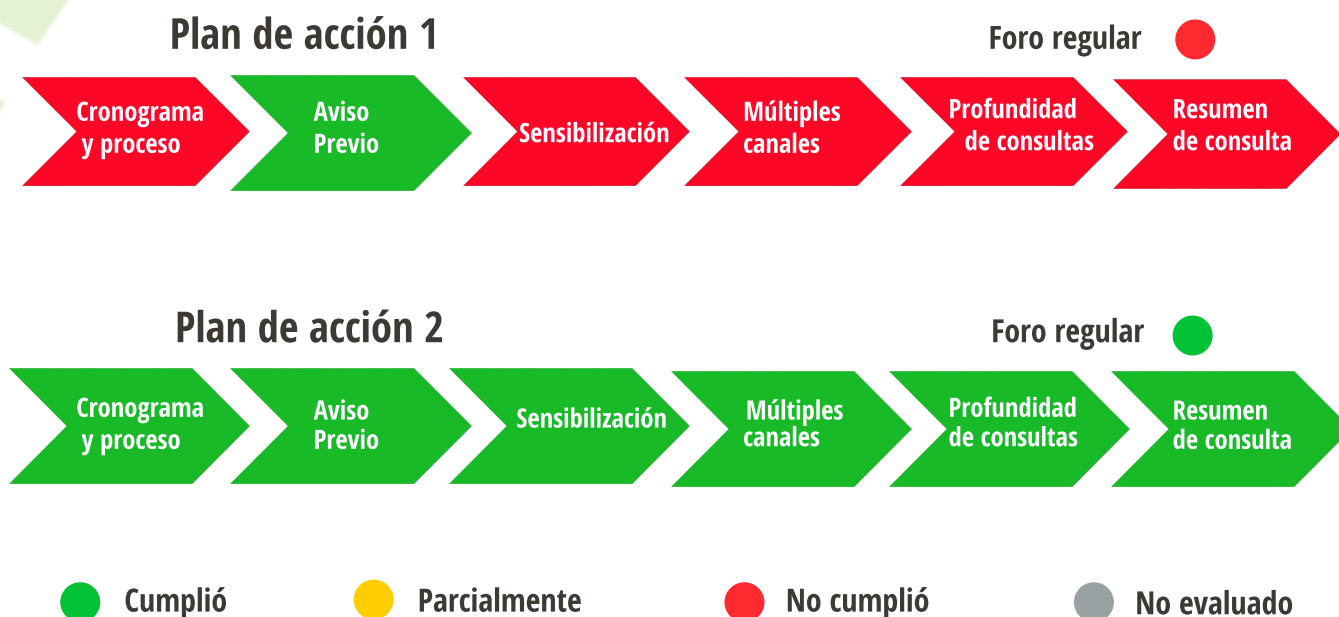 Plan de acción 1
Foro regular
Cronograma
y proceso
Aviso
Previo
Sensibilización
Múltiples
canales
Profundidad
de consultas
Resumen
de consulta
Plan de acción 2
Foro regular
Cronograma
y proceso
Aviso
Previo
Sensibilización
Múltiples
canales
Profundidad
de consultas
Resumen
de consulta
Cumplió
Parcialmente
No cumplió
No evaluado